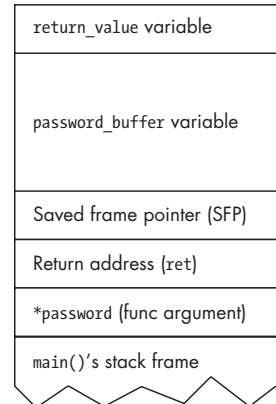 return_value variable
password_buffer variable
Saved frame pointer (SFP)
Return address (ret)
*password (func argument)
main()'s stack frame